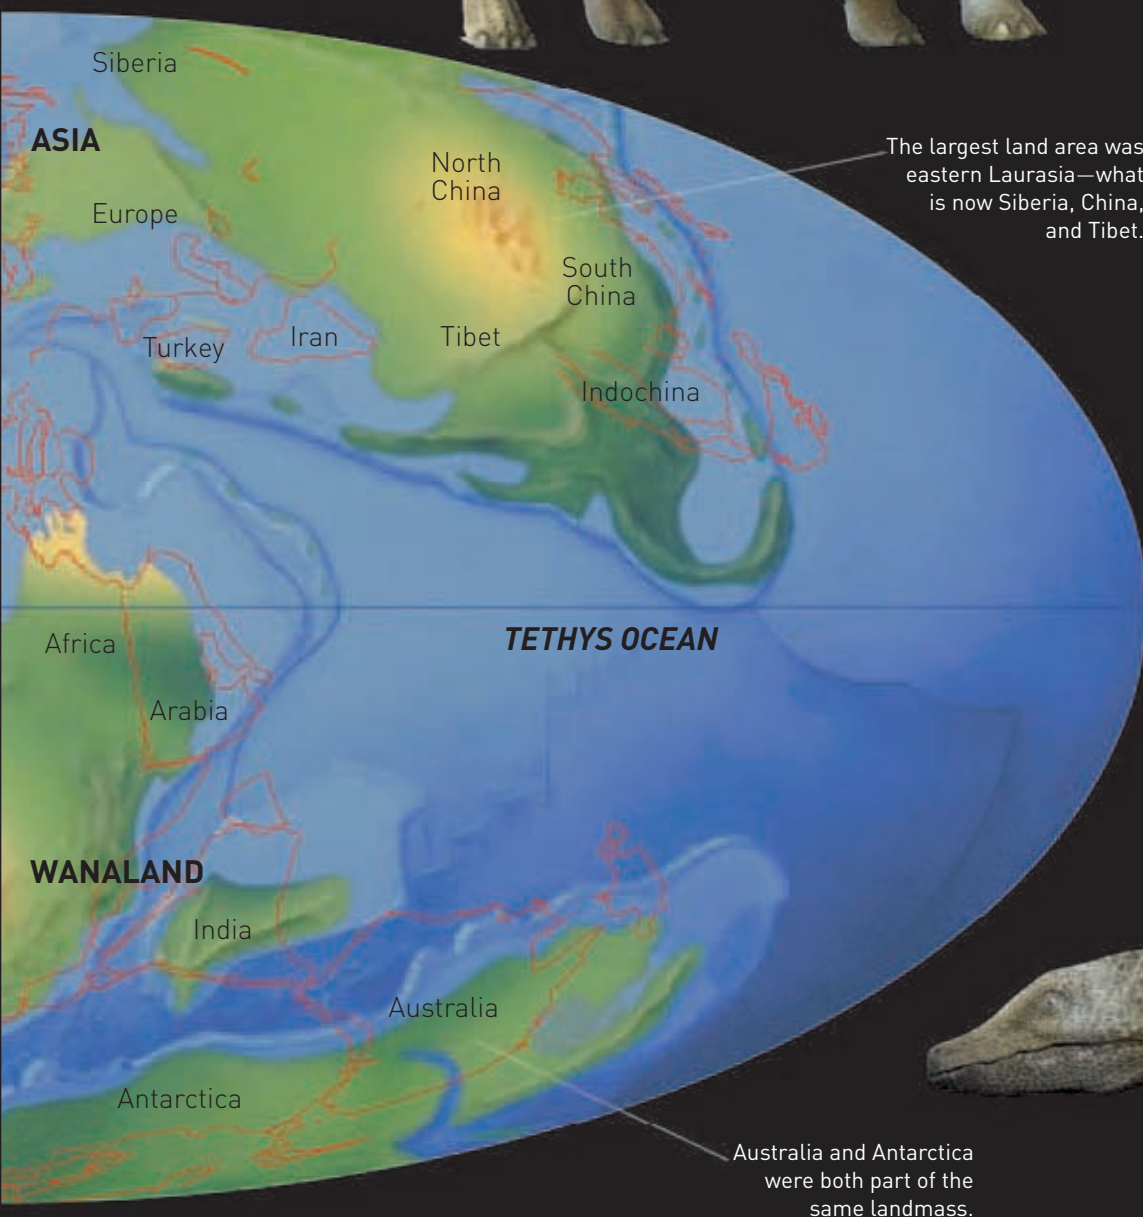 Siberia
ASIA
North
China
The largest land area was
eastern Laurasia—what
is now Siberia, China,
and Tibet.
Europe
South
China
Turkey
Iran
Tibet
Indochina
TETHYS OCEAN
Africa
Arabia
WANALAND
India
Australia
Antarctica
Australia and Antarctica
were both part of the
same landmass.